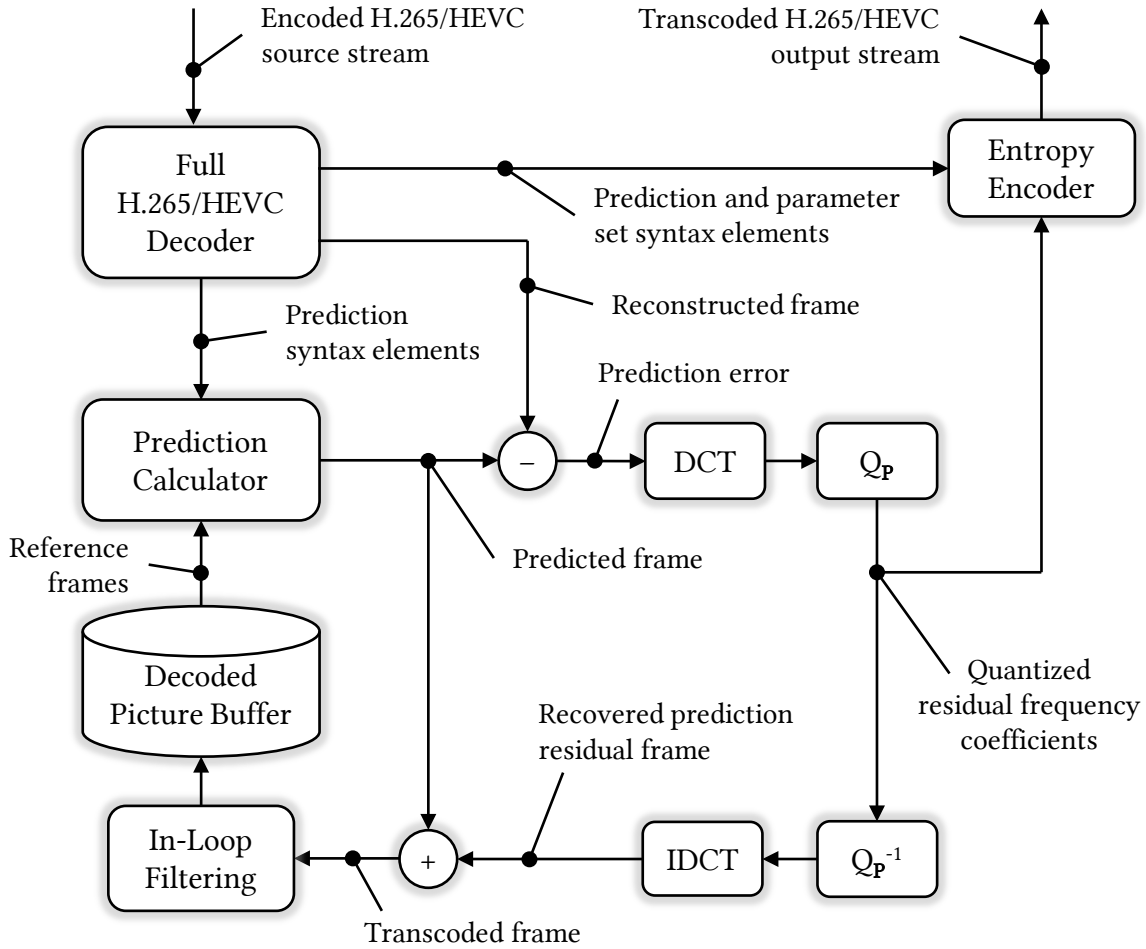 Encoded H.265/HEVC
source stream
Transcoded H.265/HEVC
output stream
Full
H.265/HEVC
Decoder
Entropy
Encoder
Prediction and parameter
set syntax elements
Reconstructed frame
Prediction
syntax elements
Prediction error
Prediction
Calculator
−
DCT
Q_P
Reference
frames
Predicted frame
Decoded
Picture Buffer
Quantized
residual frequency
coefficients
Recovered prediction
residual frame
In-Loop
Filtering
+
IDCT
Q_P^-1
Transcoded frame